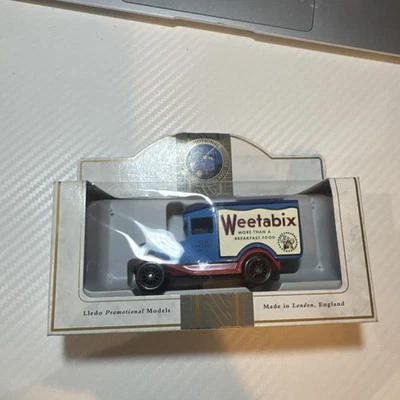 Weetabix
MORE THAN A
BREAKFAST FOOD
Lledo Promotional Models
Made in London, England